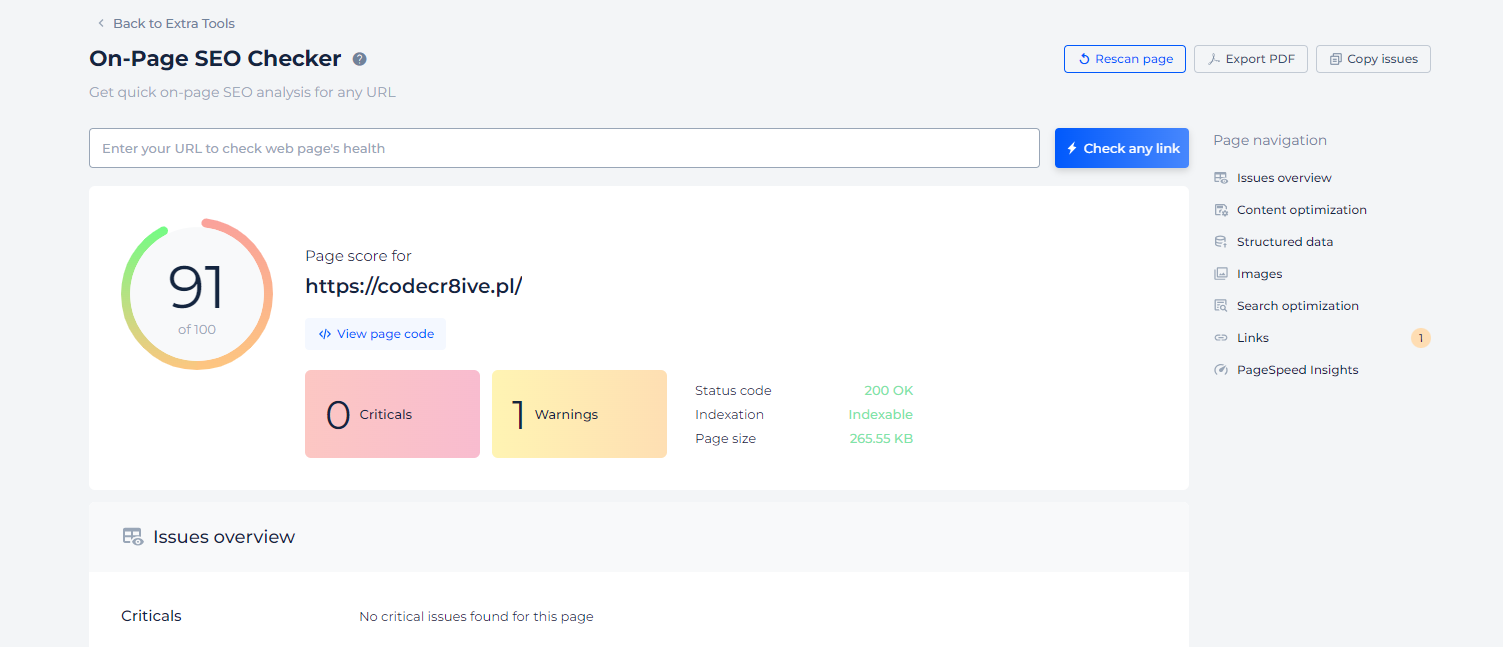 Back to Extra Tools
On-Page SEO Checker ?
Rescan page
Export PDF
Copy issues
Get quick on-page SEO analysis for any URL
Enter your URL to check web page's health
Check any link
Page navigation
Issues overview
Content optimization
Structured data
Images
Search optimization
Links 1
PageSpeed Insights
91
of 100
Page score for
https://codecr8ive.pl/
</> View page code
0 Criticals
1 Warnings
Status code 200 OK
Indexation Indexable
Page size 265.55 KB
Issues overview
Criticals No critical issues found for this page